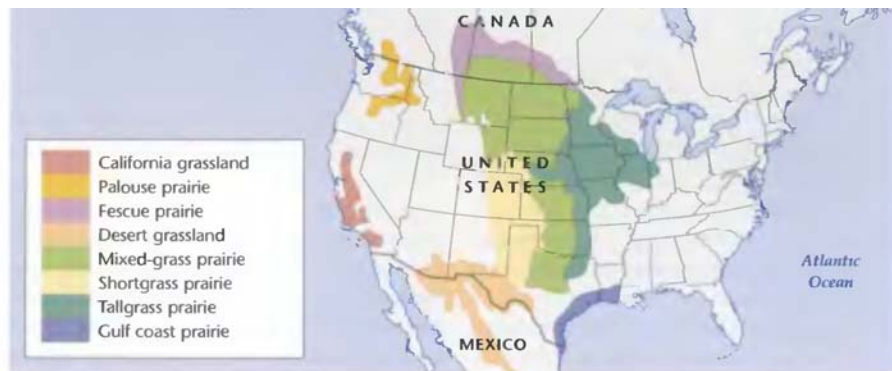 CANADA
UNITED
STATES
California grassland
Palouse prairie
Fescue prairie
Desert grassland
Mixed-grass prairie
Shortgrass prairie
Tallgrass prairie
Gulf coast prairie
Atlantic
Ocean
MEXICO